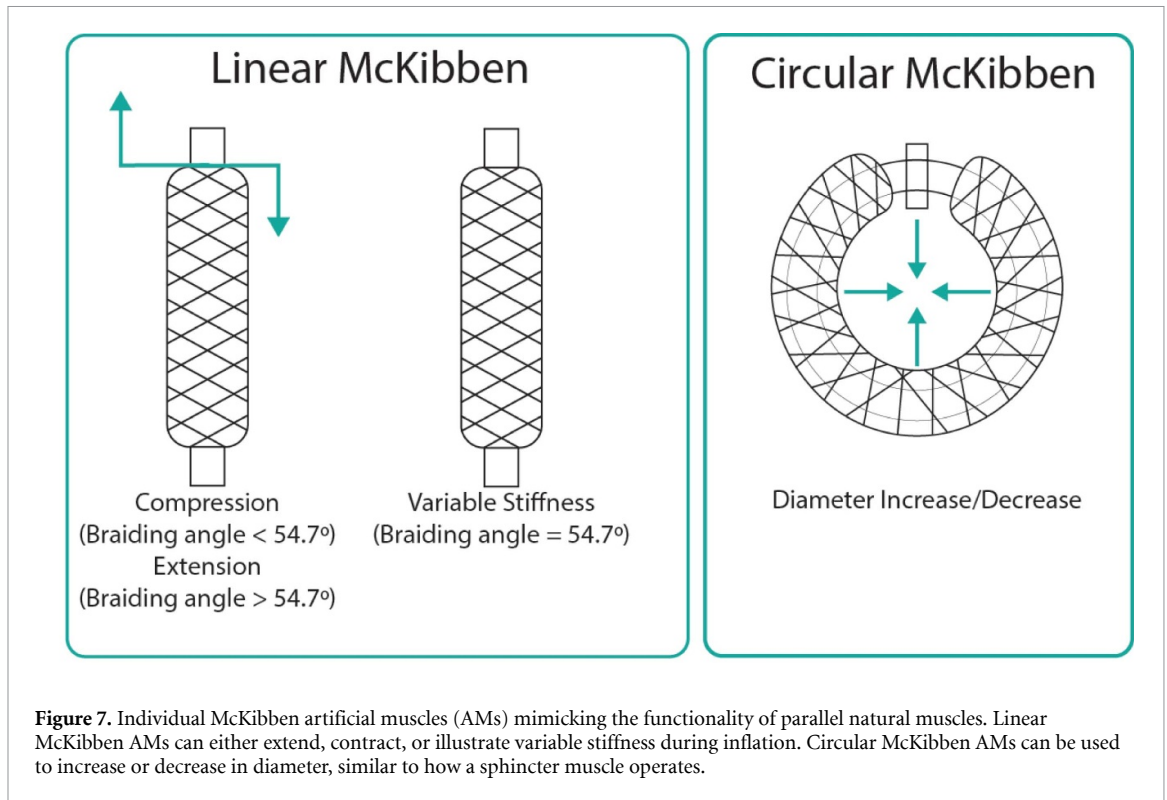 Linear McKibben
Compression
(Braiding angle < 54.7º)
Extension
(Braiding angle > 54.7º)
Variable Stiffness
(Braiding angle = 54.7º)
Circular McKibben
Diameter Increase/Decrease
Figure 7. Individual McKibben artificial muscles (AMs) mimicking the functionality of parallel natural muscles. Linear
McKibben AMs can either extend, contract, or illustrate variable stiffness during inflation. Circular McKibben AMs can be used
to increase or decrease in diameter, similar to how a sphincter muscle operates.